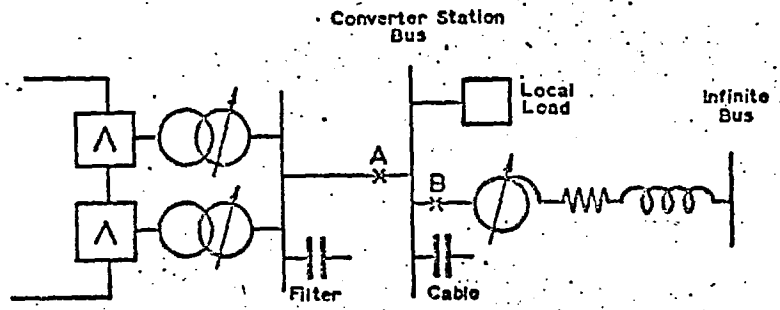 Converter Station
Bus
Local
Load
Infinite
Bus
A
B
Filter
Cable